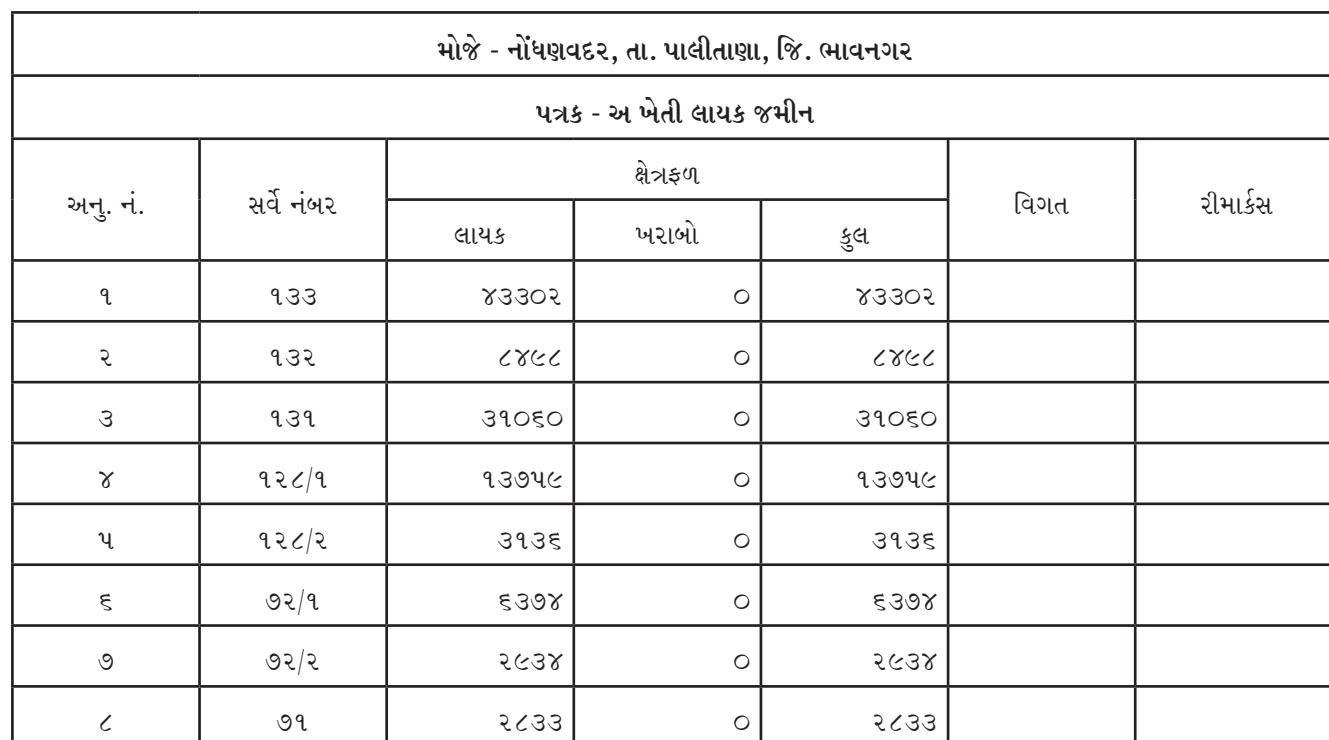 મોજે - નોંધણવદર, તા. પાલીતાણા, જિ. ભાવનગર
પત્રક - અ ખેતી લાયક જમીન
અનુ. નં. સર્વે નંબર ક્ષેત્રફળ વિગત રીમાર્કસ
લાયક ખરાબો કુલ
૧ ૧૩૩ ૪૩૩૦૨ ૦ ૪૩૩૦૨
૨ ૧૩૨ ૮૪૯૮ ૦ ૮૪૯૮
૩ ૧૩૧ ૩૧૦૬૦ ૦ ૩૧૦૬૦
૪ ૧૨૮/૧ ૧૩૭૫૯ ૦ ૧૩૭૫૯
૫ ૧૨૮/૨ ૩૧૩૬ ૦ ૩૧૩૬
૬ ૭૨/૧ ૬૩૭૪ ૦ ૬૩૭૪
૭ ૭૨/૨ ૨૯૩૪ ૦ ૨૯૩૪
૮ ૭૧ ૨૮૩૩ ૦ ૨૮૩૩